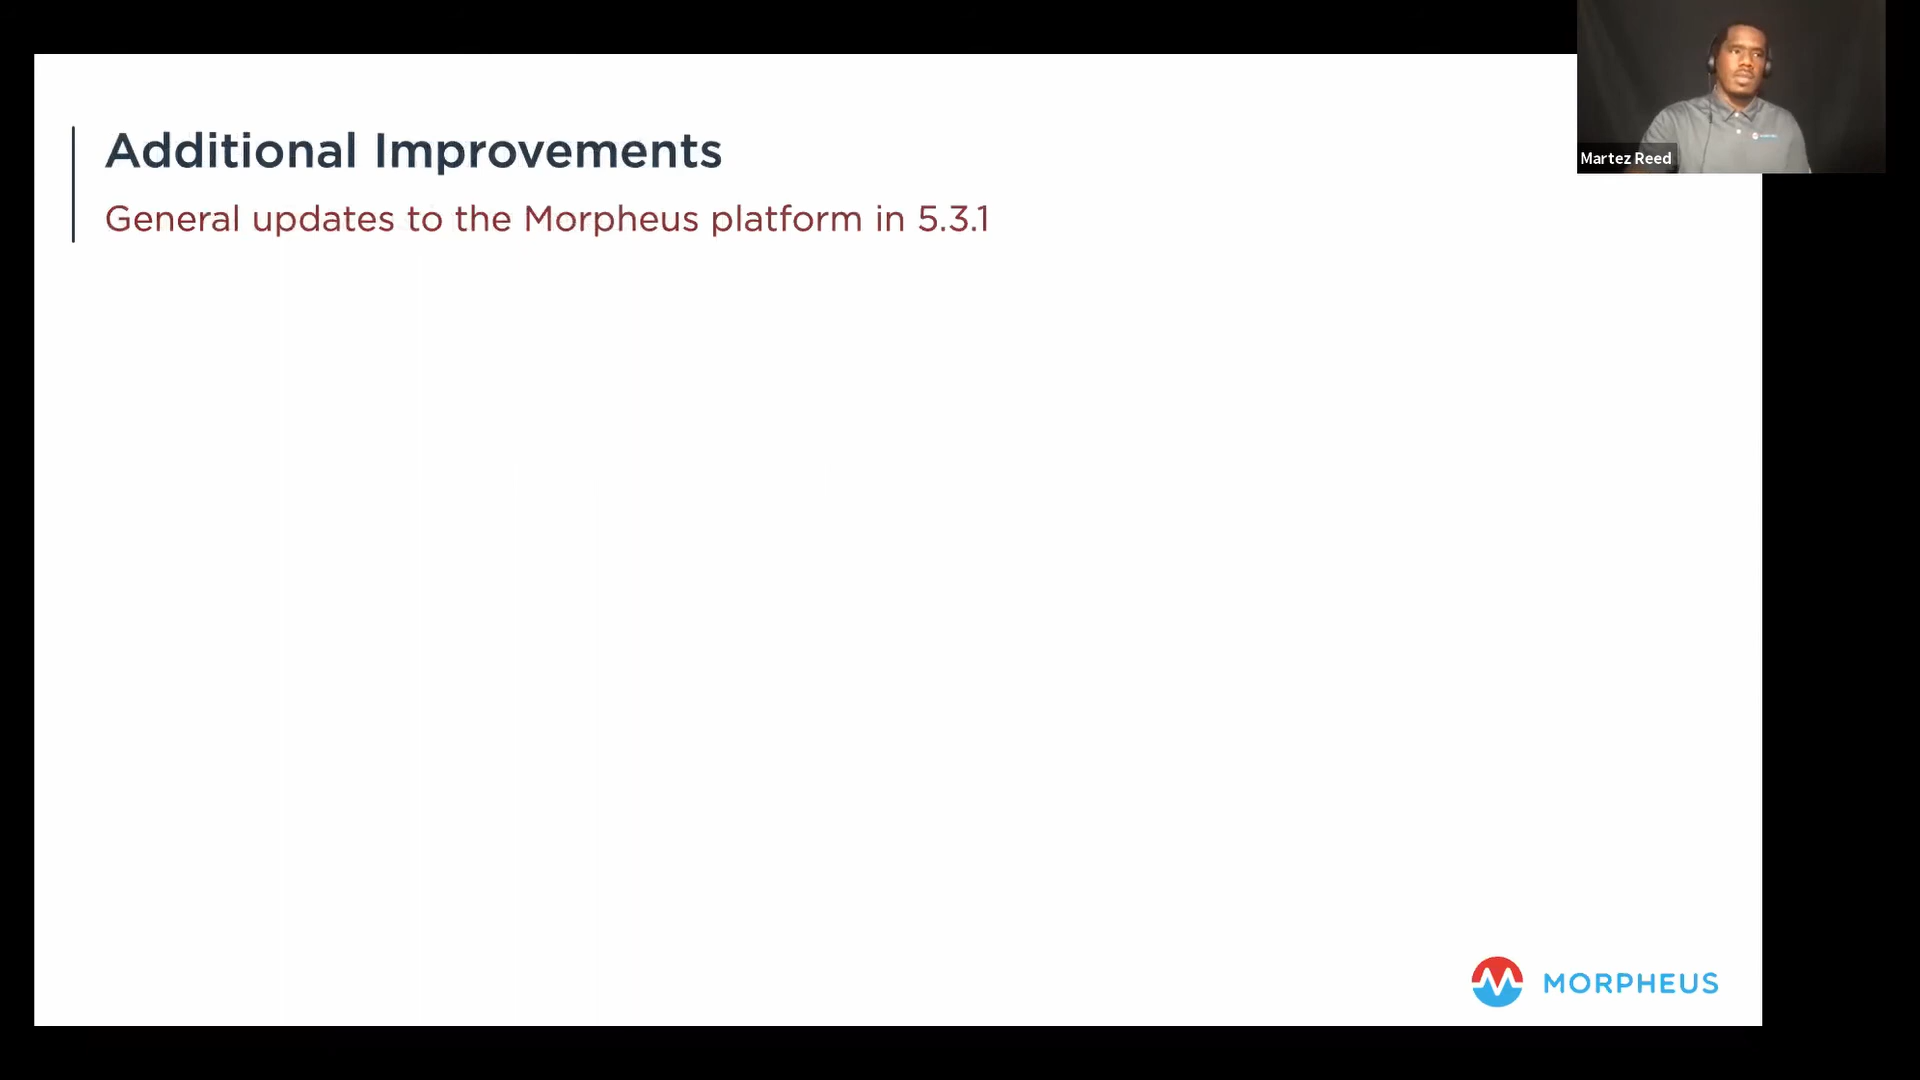 Additional Improvements
General updates to the Morpheus platform in 5.3.1
Martez Reed
MORPHEUS